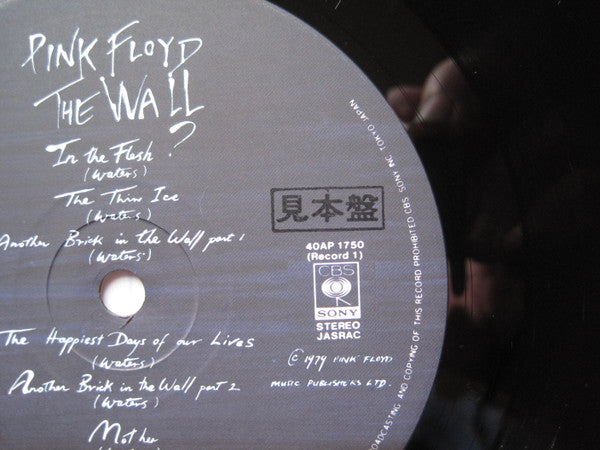 PINK FLOYD
THE WALL
In the Flesh?
(Waters)
The Thin Ice
(Waters)
Another Brick in the Wall part 1
(Waters)
The Happiest Days of our Lives
(Waters)
Another Brick in the Wall part 2
(Waters)
Mother
見本盤
40AP 1750
(Record 1)
CBS
SONY
STEREO
JASRAC
© 1979 PINK FLOYD
MUSIC PUBLISHERS LTD.
BROADCASTING AND COPYING OF THIS RECORD PROHIBITED CBS SONY INC. TOKYO JAPAN